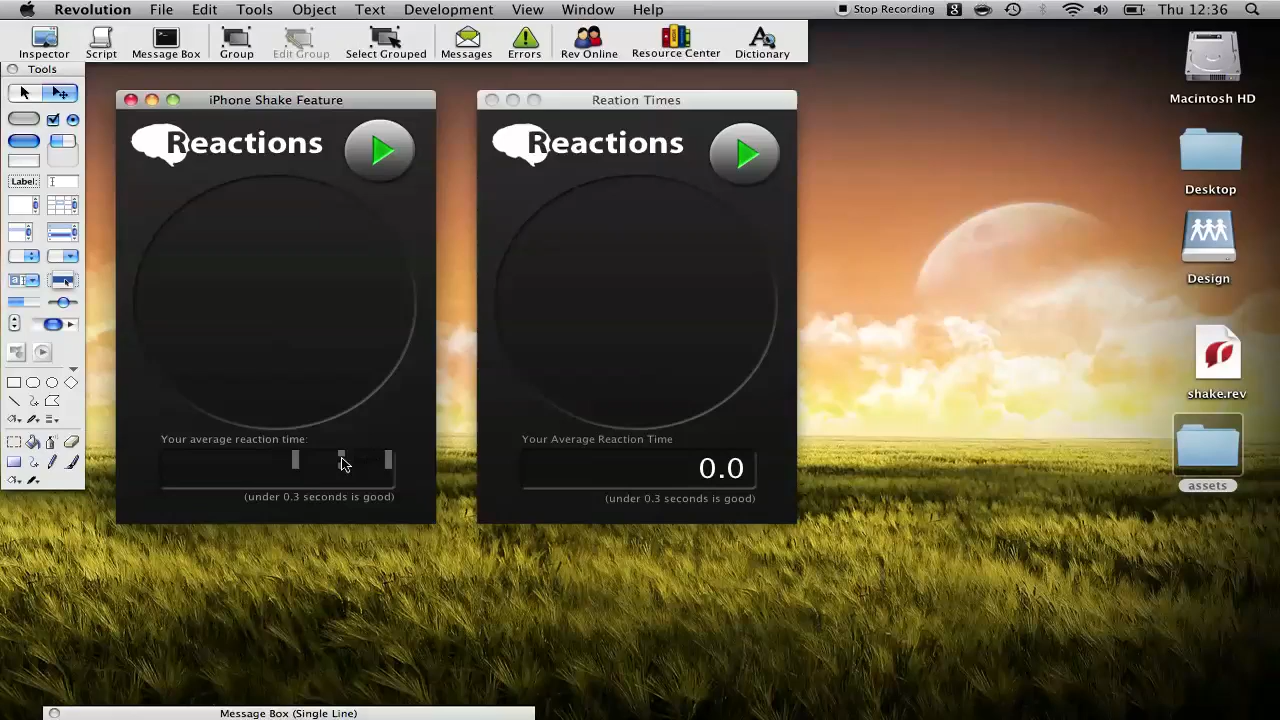 Revolution File Edit Tools Object Text Development View Window Help Stop Recording Thu 12:36
Inspector Script Message Box Group Edit Group Select Grouped Messages Errors Rev Online Resource Center Dictionary
Tools
Label:
iPhone Shake Feature
Reactions
Your average reaction time:
(under 0.3 seconds is good)
Reation Times
Reactions
Your Average Reaction Time
0.0
(under 0.3 seconds is good)
Macintosh HD
Desktop
Design
shake.rev
assets
Message Box (Single Line)